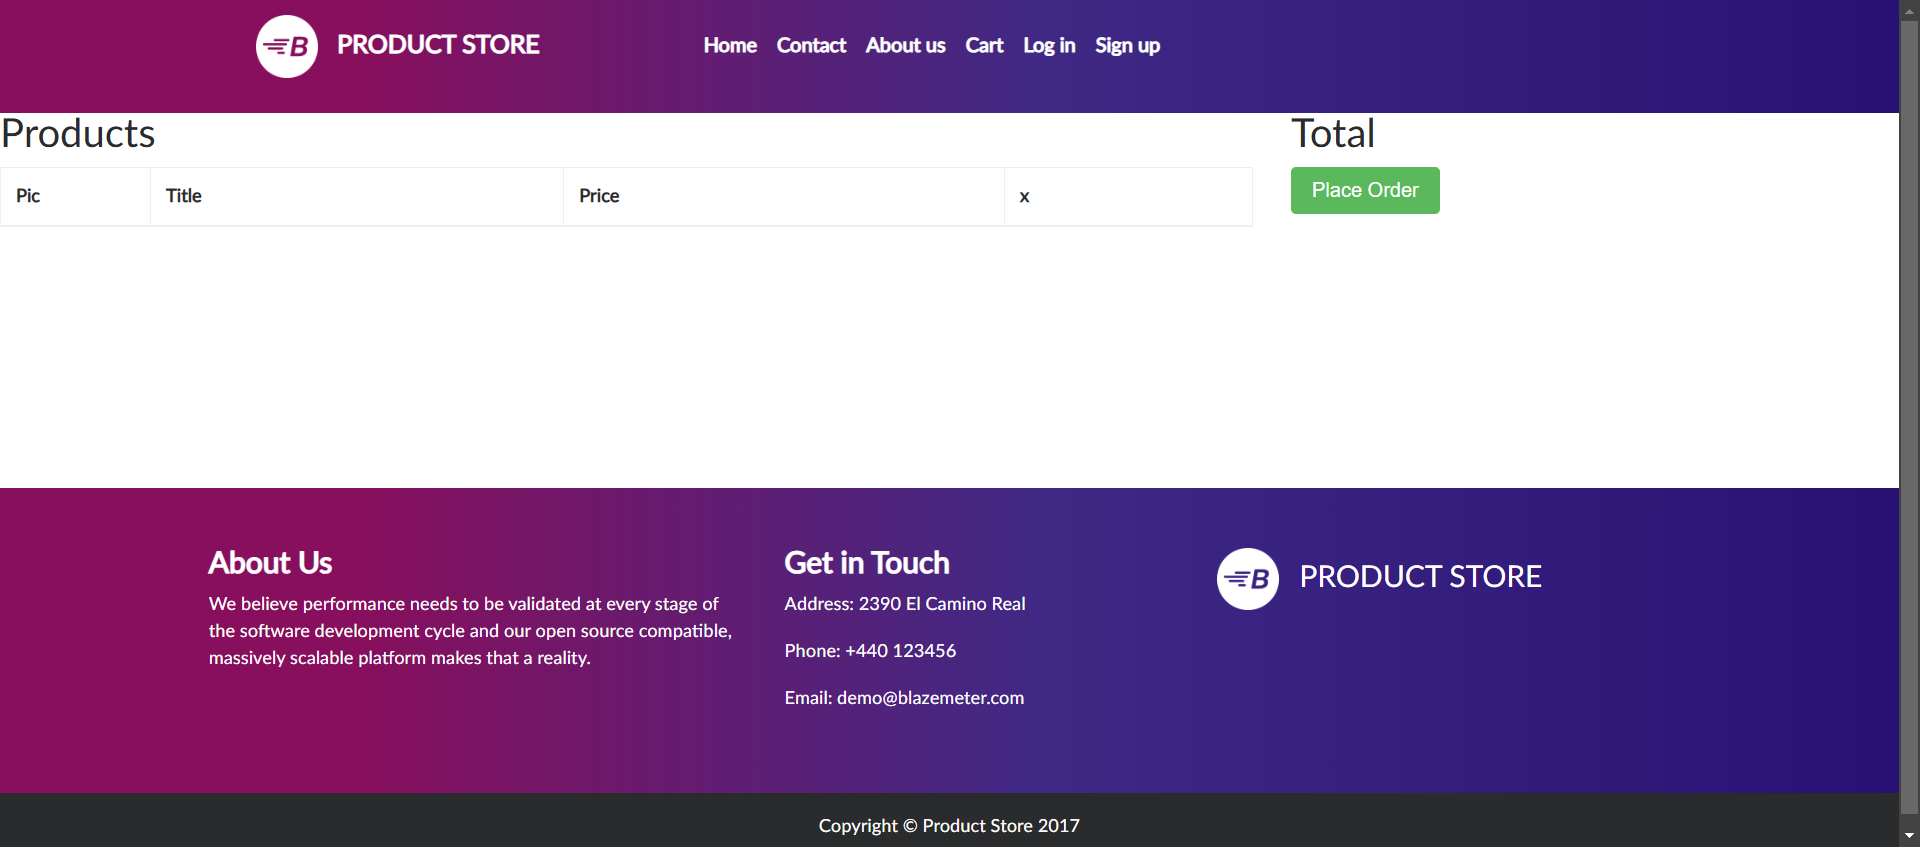 B PRODUCT STORE Home Contact About us Cart Log in Sign up
Products
Total
Pic Title Price x
Place Order
About Us
We believe performance needs to be validated at every stage of
the software development cycle and our open source compatible,
massively scalable platform makes that a reality.
Get in Touch
Address: 2390 El Camino Real
Phone: +440 123456
Email: demo@blazemeter.com
B PRODUCT STORE
Copyright © Product Store 2017